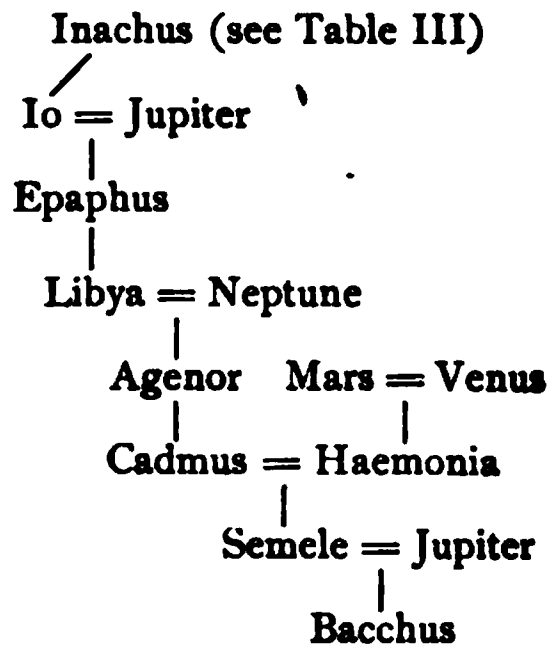 Inachus (see Table III)
Io = Jupiter
Epaphus
Libya = Neptune
Agenor Mars = Venus
Cadmus = Haemonia
Semele = Jupiter
Bacchus